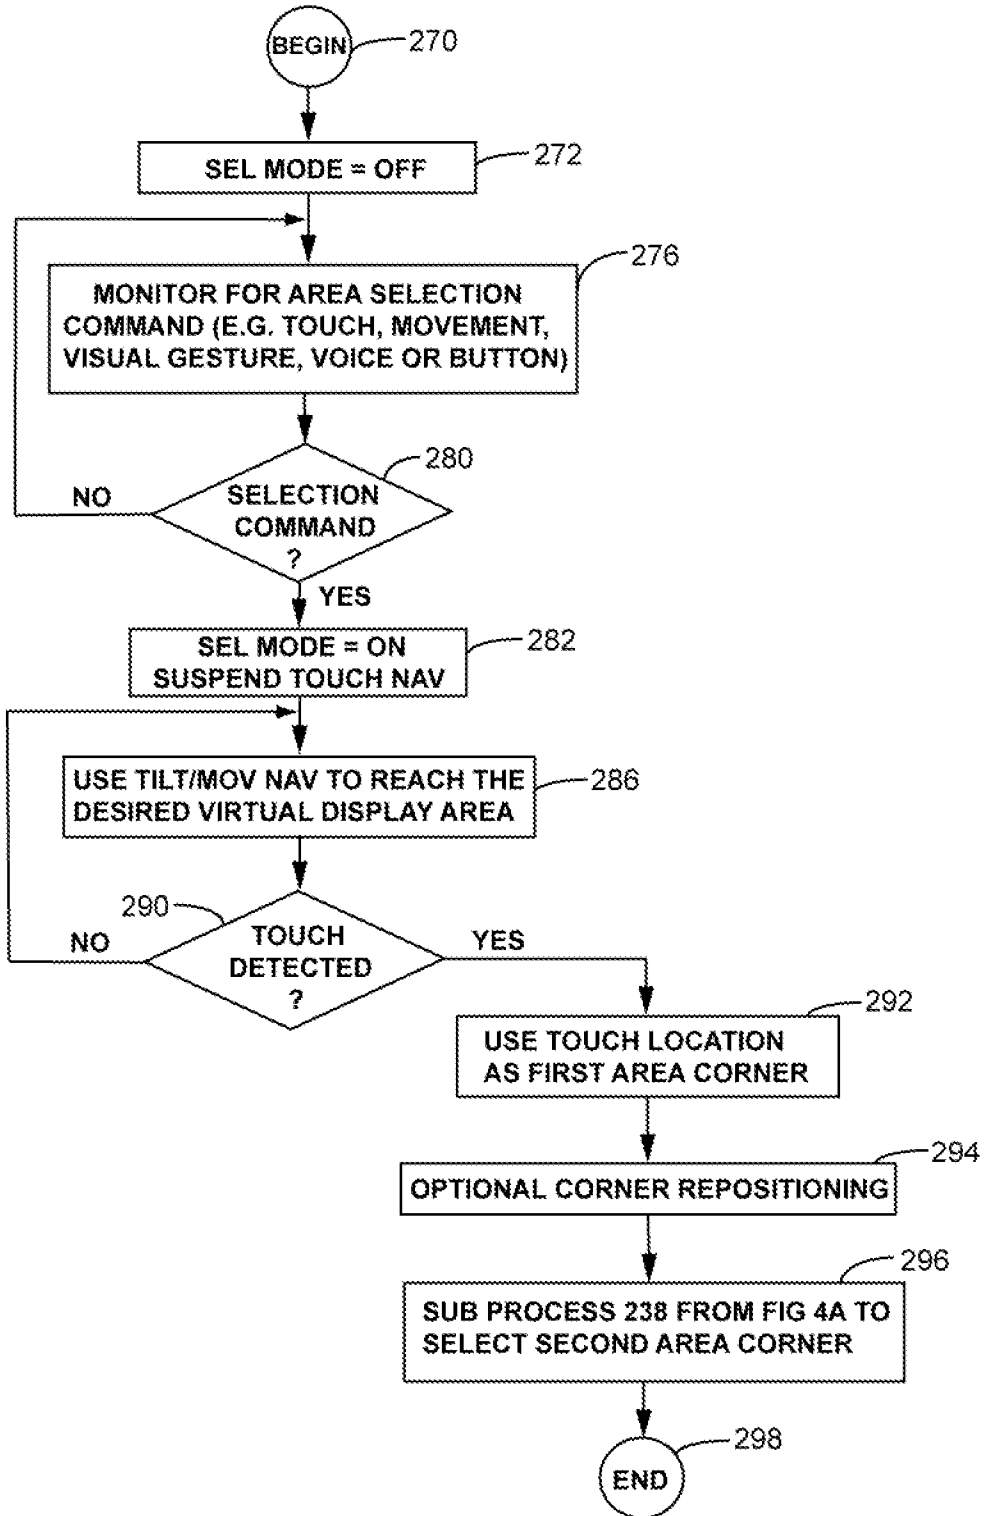 BEGIN
270
SEL MODE = OFF
272
276
MONITOR FOR AREA SELECTION
COMMAND (E.G. TOUCH, MOVEMENT,
VISUAL GESTURE, VOICE OR BUTTON)
280
NO
SELECTION
COMMAND
?
YES
SEL MODE = ON
SUSPEND TOUCH NAV
282
USE TILT/MOV NAV TO REACH THE
DESIRED VIRTUAL DISPLAY AREA
286
290
NO
TOUCH
DETECTED
?
YES
292
USE TOUCH LOCATION
AS FIRST AREA CORNER
294
OPTIONAL CORNER REPOSITIONING
296
SUB PROCESS 238 FROM FIG 4A TO
SELECT SECOND AREA CORNER
298
END